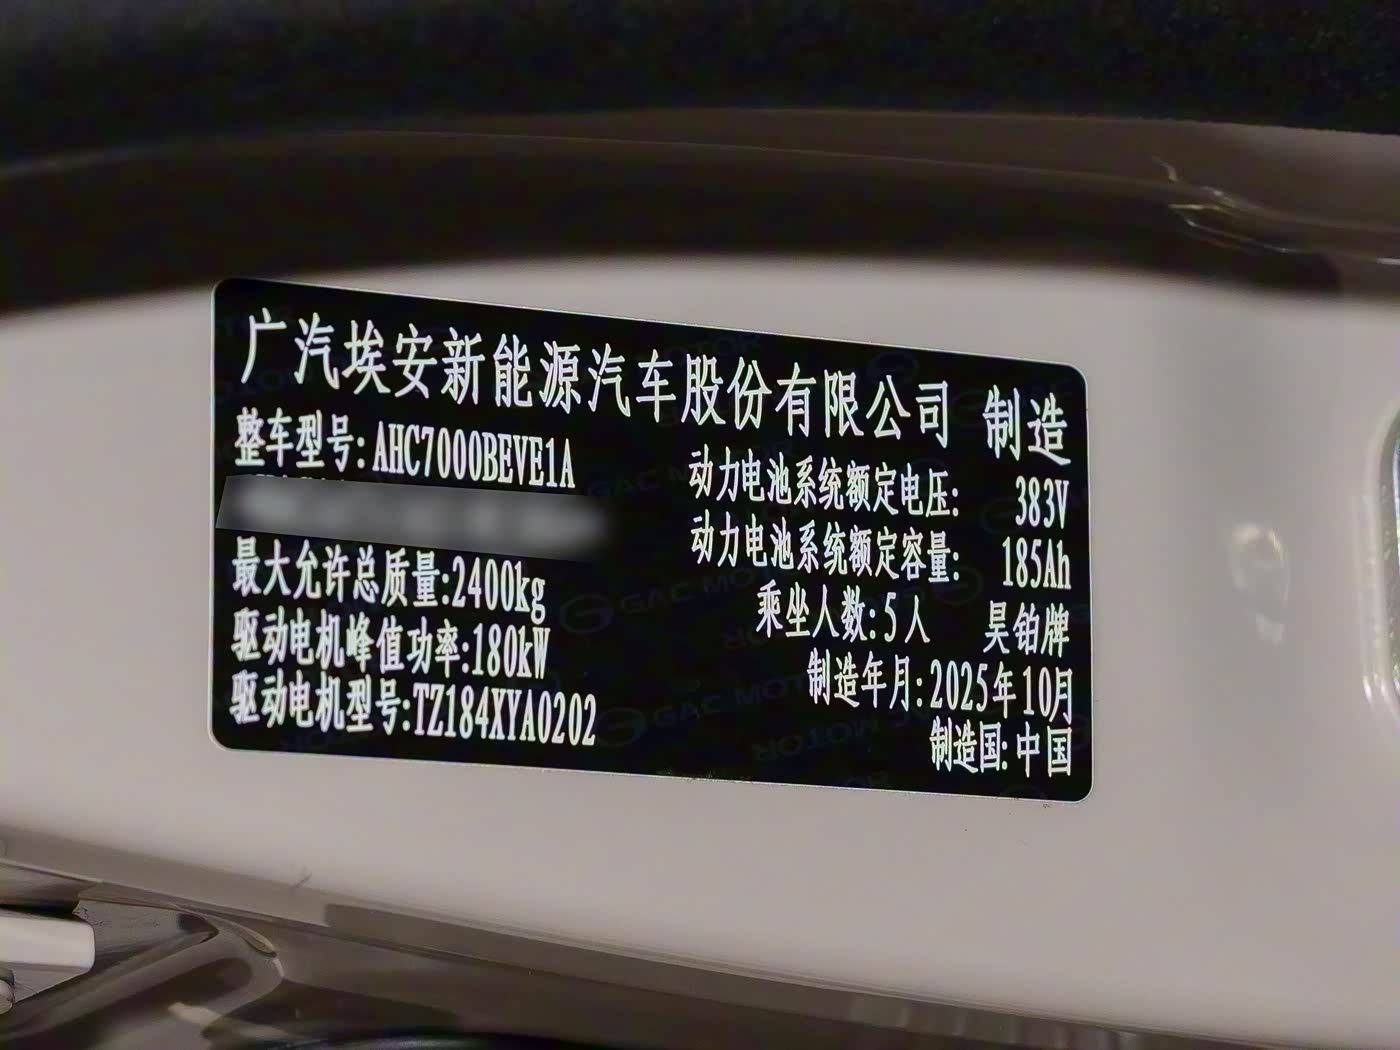 广汽埃安新能源汽车股份有限公司 制造
整车型号:AHC7000BEVE1A
动力电池系统额定电压: 383V
动力电池系统额定容量: 185Ah
最大允许总质量:2400kg
乘坐人数:5人 昊铂牌
驱动电机峰值功率:180kW
制造年月:2025年10月
驱动电机型号:TZ184XYA0202
制造国:中国
GAC MOTOR
GAC MOTOR